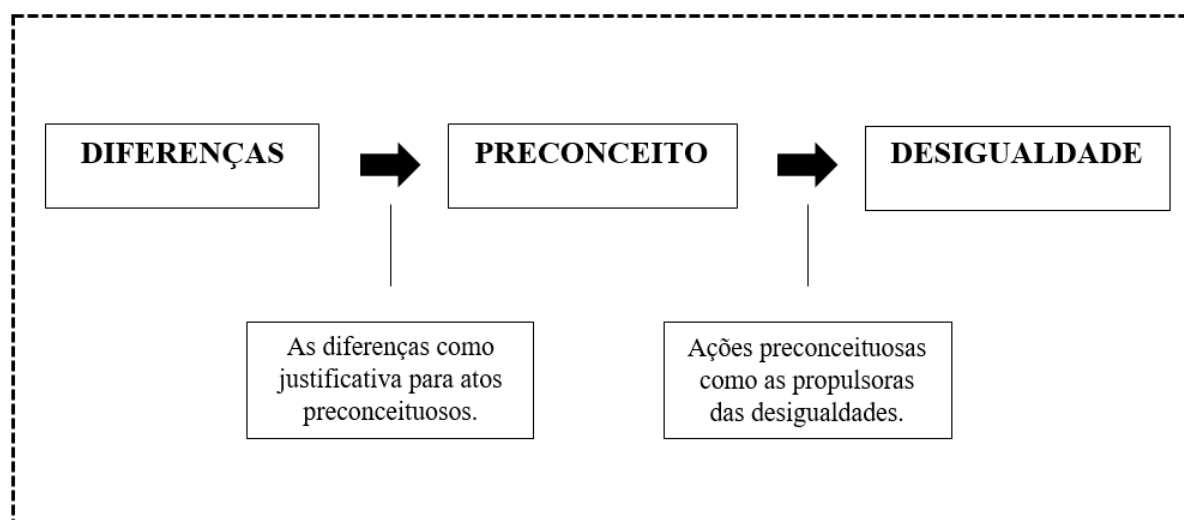 DIFERENÇAS
PRECONCEITO
DESIGUALDADE
As diferenças como
justificativa para atos
preconceituosos.
Ações preconceituosas
como as propulsoras
das desigualdades.